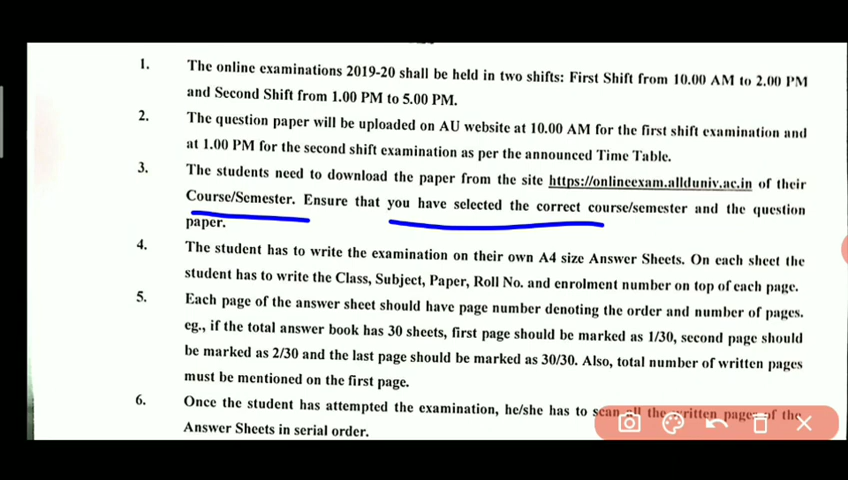 1. The online examinations 2019-20 shall be held in two shifts: First Shift from 10.00 AM to 2.00 PM
and Second Shift from 1.00 PM to 5.00 PM.
2. The question paper will be uploaded on AU website at 10.00 AM for the first shift examination and
at 1.00 PM for the second shift examination as per the announced Time Table.
3. The students need to download the paper from the site https://onlineexam.allduniv.ac.in of their
Course/Semester. Ensure that you have selected the correct course/semester and the question
paper.
4. The student has to write the examination on their own A4 size Answer Sheets. On each sheet the
student has to write the Class, Subject, Paper, Roll No. and enrolment number on top of each page.
5. Each page of the answer sheet should have page number denoting the order and number of pages.
eg., if the total answer book has 30 sheets, first page should be marked as 1/30, second page should
be marked as 2/30 and the last page should be marked as 30/30. Also, total number of written pages
must be mentioned on the first page.
6. Once the student has attempted the examination, he/she has to scan all the written pages of the
Answer Sheets in serial order.